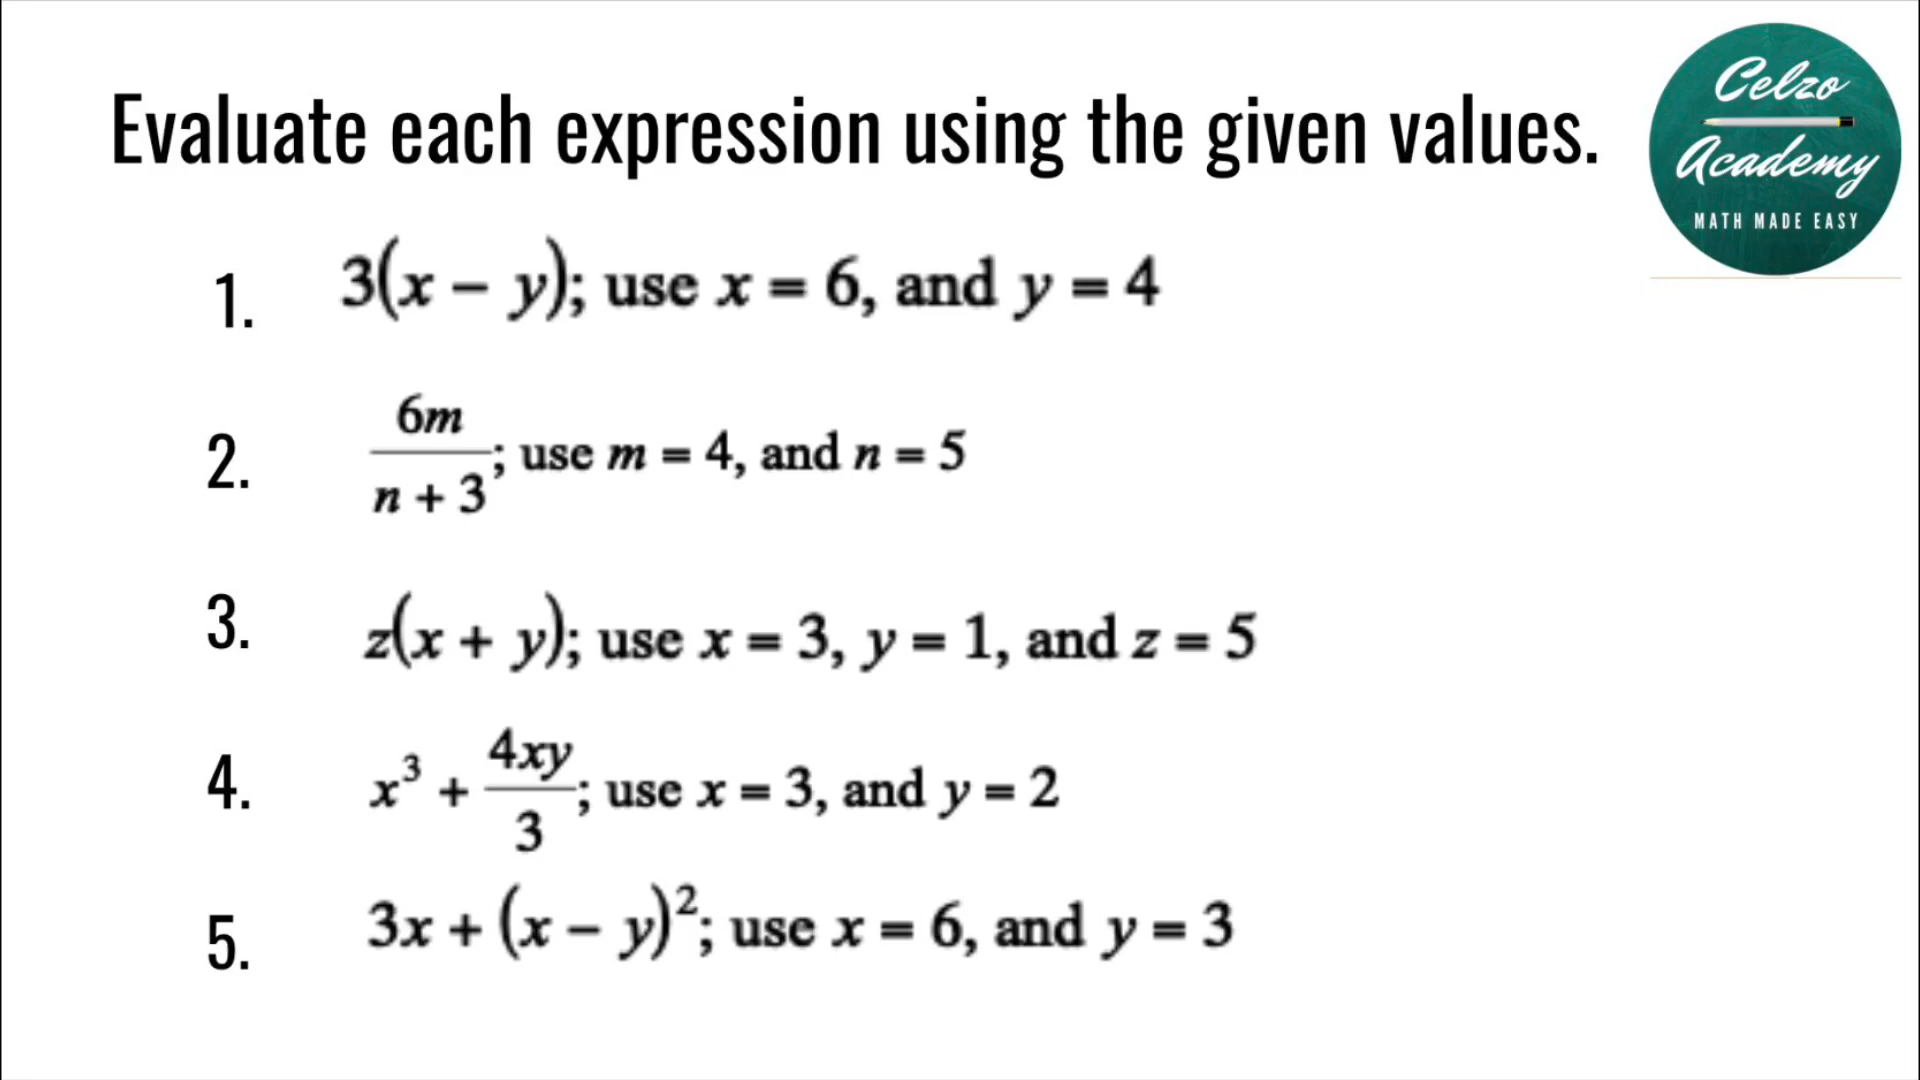 Evaluate each expression using the given values.
Celzo
Academy
MATH MADE EASY
1. 3(x − y); use x = 6, and y = 4
2. 6m/(n + 3); use m = 4, and n = 5
3. z(x + y); use x = 3, y = 1, and z = 5
4. x³ + 4xy/3; use x = 3, and y = 2
5. 3x + (x − y)²; use x = 6, and y = 3